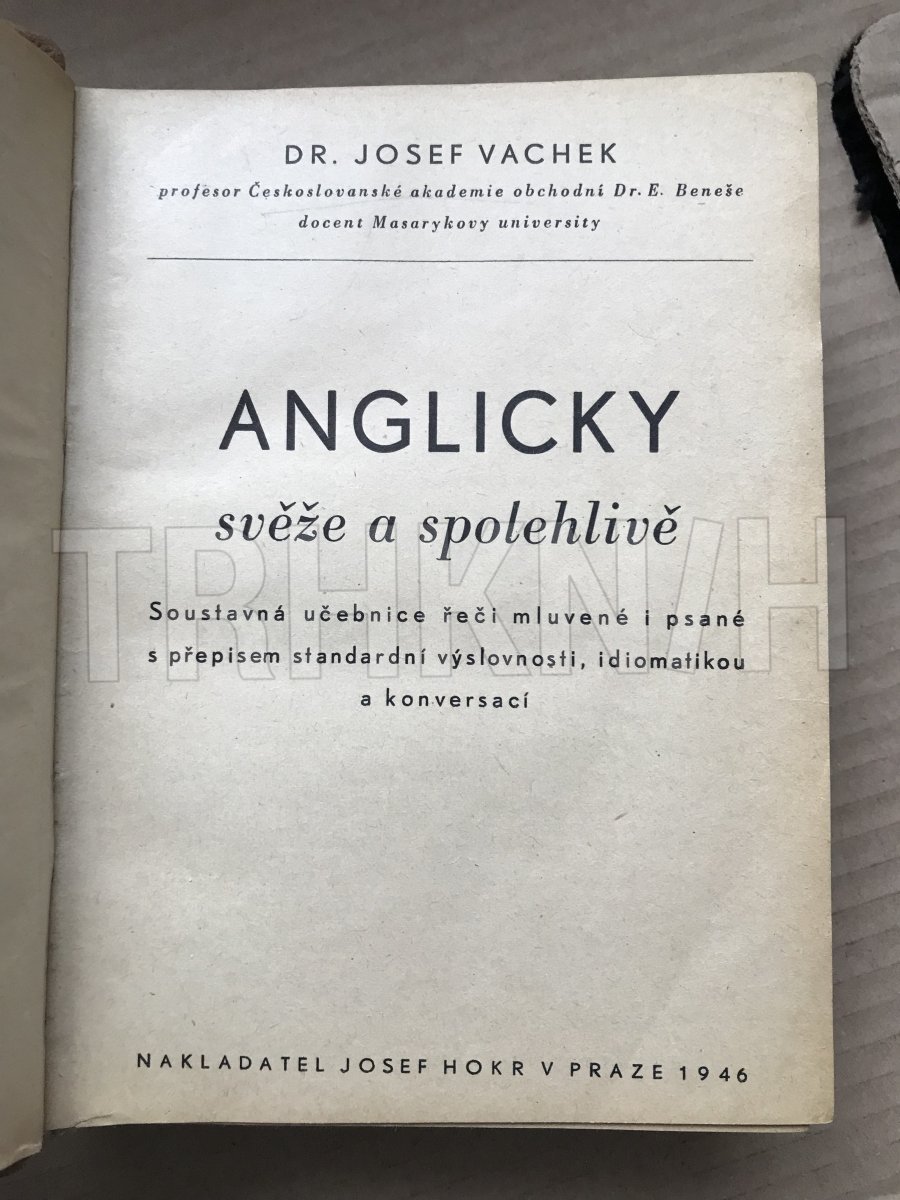 DR. JOSEF VACHEK
profesor Českoslovanské akademie obchodní Dr. E. Beneše
docent Masarykovy university
ANGLICKY
svěže a spolehlivě
TRHKNIH
Soustavná učebnice řeči mluvené i psané
s přepisem standardní výslovnosti, idiomatikou
a konversací
NAKLADATEL JOSEF HOKR V PRAZE 1946